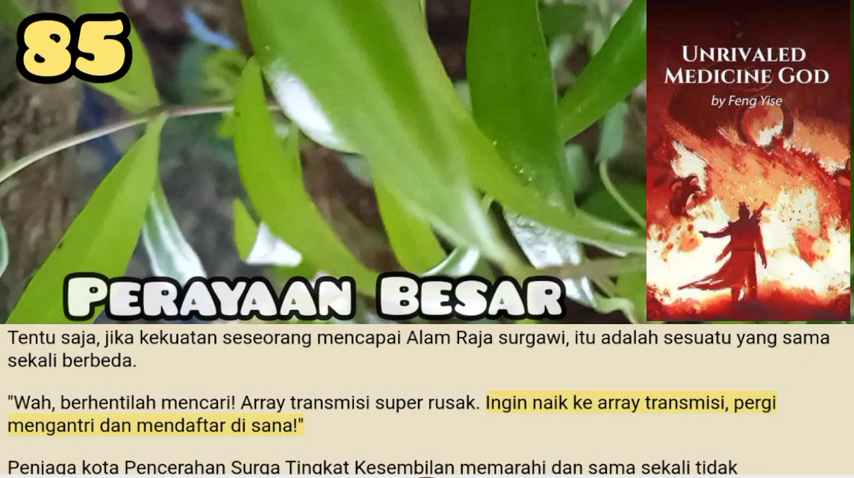 85
UNRIVALED
MEDICINE GOD
by Feng Yise
PERAYAAN BESAR
Tentu saja, jika kekuatan seseorang mencapai Alam Raja surgawi, itu adalah sesuatu yang sama
sekali berbeda.
"Wah, berhentilah mencari! Array transmisi super rusak. Ingin naik ke array transmisi, pergi
mengantri dan mendaftar di sana!"
Penjaga kota Pencerahan Surga Tingkat Kesembilan memarahi dan sama sekali tidak